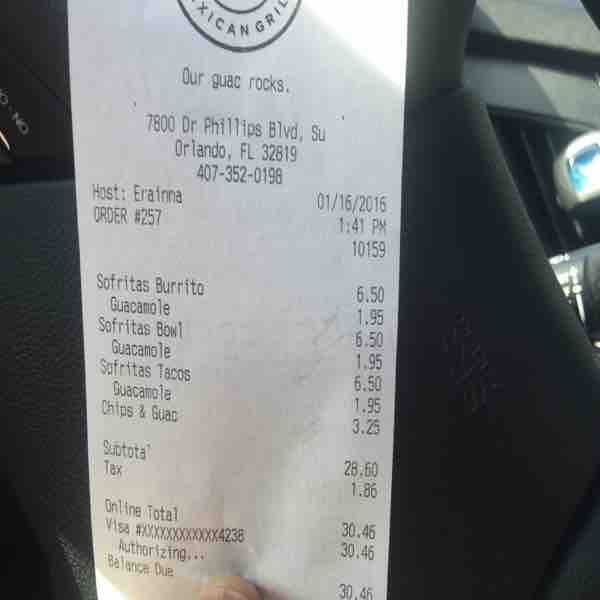 MEXICAN GRILL
Our guac rocks.
7800 Dr Phillips Blvd, Su
Orlando, FL 32819
407-352-0198
Host: Erainna 01/16/2016
ORDER #257 1:41 PM
10159
Sofritas Burrito 6.50
Guacamole 1.95
Sofritas Bowl 6.50
Guacamole 1.95
Sofritas Tacos 6.50
Guacamole 1.95
Chips & Guac 3.25
Subtotal 28.60
Tax 1.86
Online Total 30.46
Visa #XXXXXXXXXXXX4238 30.46
Authorizing...
Balance Due 30.46